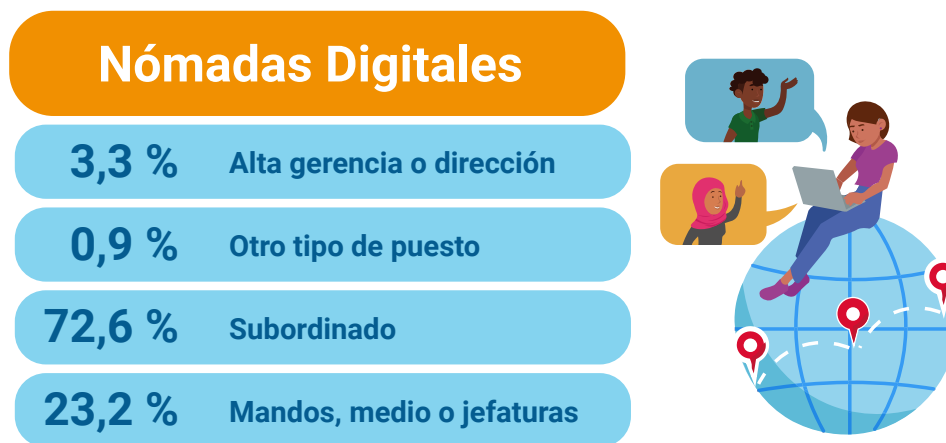 Nómadas Digitales
3,3 % Alta gerencia o dirección
0,9 % Otro tipo de puesto
72,6 % Subordinado
23,2 % Mandos, medio o jefaturas